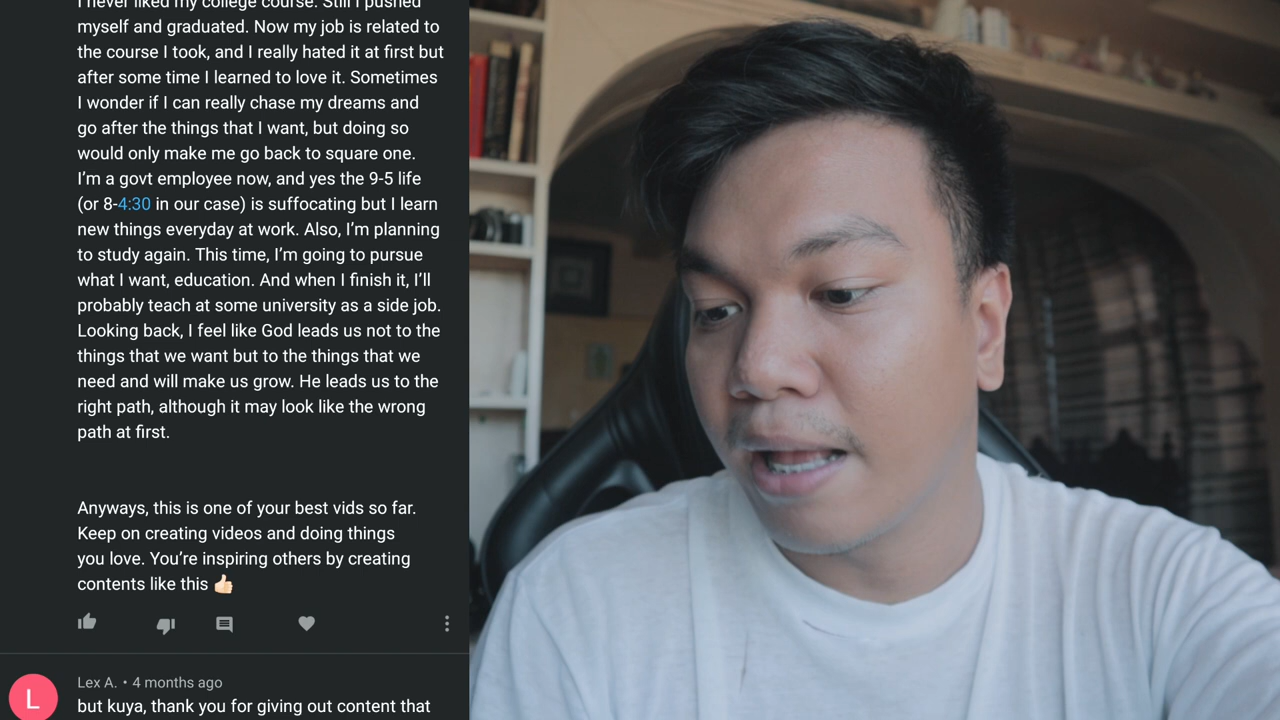 I never liked my college course. Still I pushed
myself and graduated. Now my job is related to
the course I took, and I really hated it at first but
after some time I learned to love it. Sometimes
I wonder if I can really chase my dreams and
go after the things that I want, but doing so
would only make me go back to square one.
I’m a govt employee now, and yes the 9-5 life
(or 8-4:30 in our case) is suffocating but I learn
new things everyday at work. Also, I’m planning
to study again. This time, I’m going to pursue
what I want, education. And when I finish it, I’ll
probably teach at some university as a side job.
Looking back, I feel like God leads us not to the
things that we want but to the things that we
need and will make us grow. He leads us to the
right path, although it may look like the wrong
path at first.
Anyways, this is one of your best vids so far.
Keep on creating videos and doing things
you love. You’re inspiring others by creating
contents like this 👍🏻
L
Lex A. • 4 months ago
but kuya, thank you for giving out content that